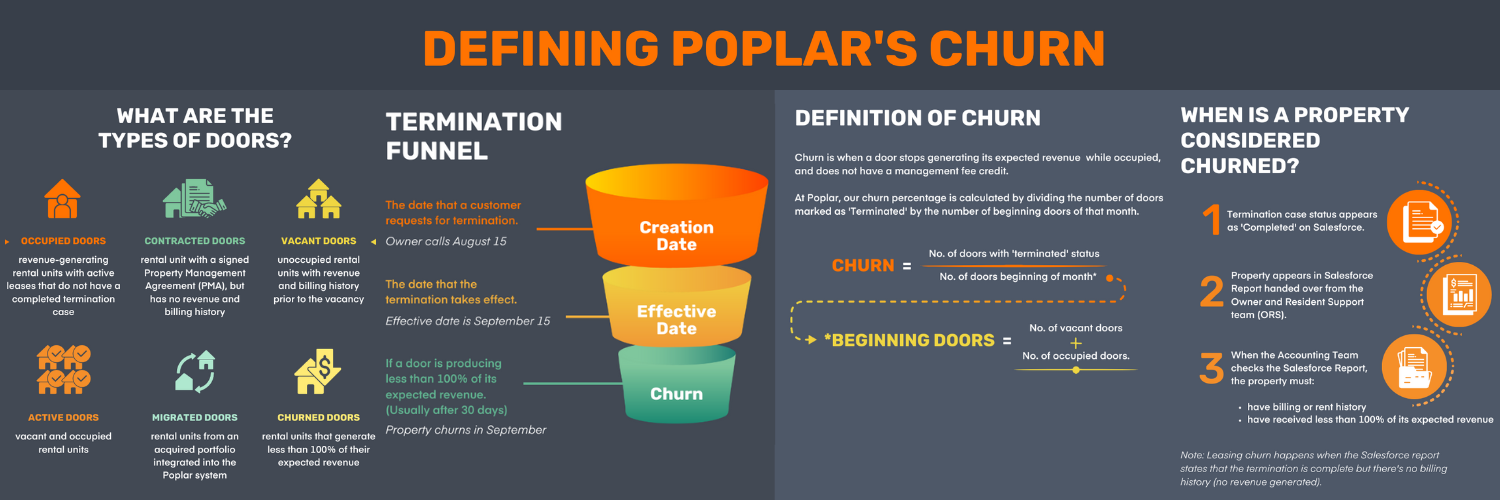 DEFINING POPLAR'S CHURN
WHAT ARE THE
TYPES OF DOORS?
OCCUPIED DOORS
revenue-generating
rental units with active
leases that do not have a
completed termination
case
CONTRACTED DOORS
rental unit with a signed
Property Management
Agreement (PMA), but
has no revenue and
billing history
VACANT DOORS
unoccupied rental
units with revenue
and billing history
prior to the vacancy
ACTIVE DOORS
vacant and occupied
rental units
MIGRATED DOORS
rental units from an
acquired portfolio
integrated into the
Poplar system
CHURNED DOORS
rental units that generate
less than 100% of their
expected revenue
TERMINATION
FUNNEL
The date that a customer
requests for termination.
Owner calls August 15
Creation
Date
The date that the
termination takes effect.
Effective date is September 15
Effective
Date
If a door is producing
less than 100% of its
expected revenue.
(Usually after 30 days)
Property churns in September
Churn
DEFINITION OF CHURN
Churn is when a door stops generating its expected revenue while occupied,
and does not have a management fee credit.
At Poplar, our churn percentage is calculated by dividing the number of doors
marked as 'Terminated' by the number of beginning doors of that month.
CHURN =
No. of doors with 'terminated' status
No. of doors beginning of month*
*BEGINNING DOORS =
No. of vacant doors
+
No. of occupied doors.
WHEN IS A PROPERTY
CONSIDERED
CHURNED?
1
Termination case status appears
as 'Completed' on Salesforce.
2
Property appears in Salesforce
Report handed over from the
Owner and Resident Support
team (ORS).
3
When the Accounting Team
checks the Salesforce Report,
the property must:
• have billing or rent history
• have received less than 100% of its expected revenue
Note: Leasing churn happens when the Salesforce report
states that the termination is complete but there's no billing
history (no revenue generated).